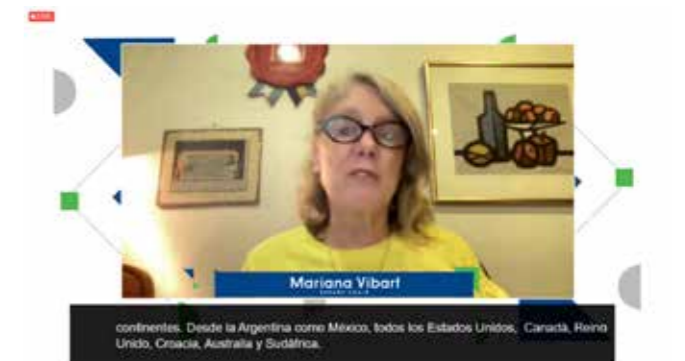 Mariana Vibart
continentes. Desde la Argentina como México, todos los Estados Unidos, Canadá, Reino
Unido, Croacia, Australia y Sudáfrica.